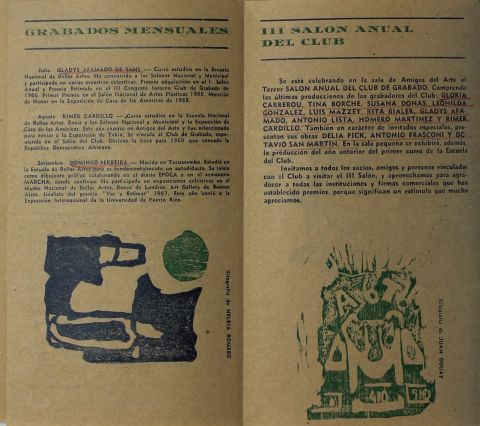 GRABADOS MENSUALES
Julio GLADYS AFAMADO DE SANS — Cursó estudios en la Escuela
Nacional de Bellas Artes. Ha concurrido a los Salones Nacional y Municipal
y participado en varias muestras colectivas. Premio adquisición en el I. Salón
Anual y Premio Estímulo en el III Congreso Interno Club de Grabado de
1966. Primer Premio en el Salón Nacional de Artes Plásticas 1966. Mención
de Honor en la Exposición de Casa de las Américas de 1968.
Agosto RIMER CARDILLO — Cursa estudios en la Escuela Nacional
de Bellas Artes. Envía a los Salones Nacional y Municipal y la Exposición de
Casa de las Américas. Este año expuso en Amigos del Arte y fue seleccionado
para enviar a la Exposición de Tokio. Se vincula al Club de Grabado, expo-
niendo en el Salón del Club. Obtiene la beca para 1969 que concede la
República Democrática Alemana.
Setiembre DOMINGO FERREIRA — Nacido en Tacuarembó. Estudió en
la Escuela de Bellas Artes pero es fundamentalmente un autodidacta. Se inicia
como dibujante gráfico colaborando en el diario EPOCA y en el semanario
MARCHA, donde continúa. Ha participado en exposiciones colectivas en el
Museo Nacional de Bellas Artes, Banco de Londres, Art Gallery de Buenos
Aires, finalista del premio "Ver y Estimar" 1967. Este año envía a la
Exposición Internacional de la Universidad de Puerto Rico.
Xilografía de NELBIA ROMERO
III SALON ANUAL
DEL CLUB
Se está celebrando en la sala de Amigos del Arte el
Tercer SALON ANUAL DEL CLUB DE GRABADO. Comprende
las últimas producciones de los grabadores del Club: GLORIA
CARREROU, TINA BORCHE, SUSANA DONAS, LEONILDA
GONZALEZ, LUIS MAZZEY, RITA BIALER, GLADYS AFA-
MADO, ANTONIO LISTA, HOMERO MARTINEZ Y RIMER
CARDILLO. También en carácter de invitados especiales, pre-
sentan sus obras DELIA PICK, ANTONIO FRASCONI y OC-
TAVIO SAN MARTIN. En la sala pequeña se exhibirá, además,
la producción del año anterior del primer curso de la Escuela
del Club.
Invitamos a todos los socios, amigos y personas vinculadas
con el Club a visitar el III Salón, y aprovechamos para agra-
decer a todas las instituciones y firmas comerciales que han
establecido premios, porque significan un estímulo que mucho
apreciamos.
Xilografía de JUAN DOUAT